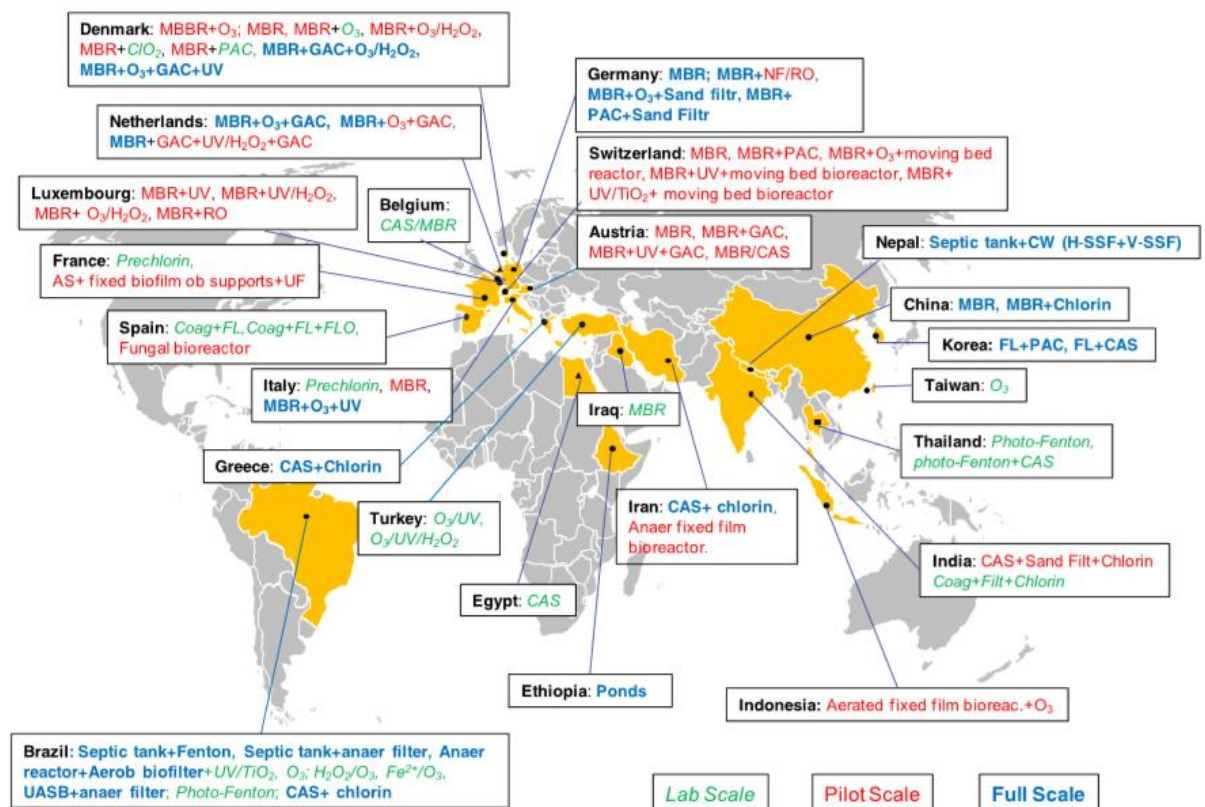 Denmark: MBBR+O₃; MBR, MBR+O₃, MBR+O₃/H₂O₂,
MBR+ClO₂, MBR+PAC, MBR+GAC+O₃/H₂O₂,
MBR+O₃+GAC+UV
Germany: MBR; MBR+NF/RO,
MBR+O₃+Sand filtr, MBR+
PAC+Sand Filtr
Netherlands: MBR+O₃+GAC, MBR+O₃+GAC,
MBR+GAC+UV/H₂O₂+GAC
Switzerland: MBR, MBR+PAC, MBR+O₃+moving bed
reactor, MBR+UV+moving bed bioreactor, MBR+
UV/TiO₂+ moving bed bioreactor
Luxembourg: MBR+UV, MBR+UV/H₂O₂,
MBR+ O₃/H₂O₂, MBR+RO
Belgium:
CAS/MBR
Austria: MBR, MBR+GAC,
MBR+UV+GAC, MBR/CAS
Nepal: Septic tank+CW (H-SSF+V-SSF)
France: Prechlorin,
AS+ fixed biofilm ob supports+UF
China: MBR, MBR+Chlorin
Spain: Coag+FL,Coag+FL+FLO,
Fungal bioreactor
Korea: FL+PAC, FL+CAS
Italy: Prechlorin, MBR,
MBR+O₃+UV
Iraq: MBR
Taiwan: O₃
Thailand: Photo-Fenton,
photo-Fenton+CAS
Greece: CAS+Chlorin
Turkey: O₃/UV,
O₃/UV/H₂O₂
Iran: CAS+ chlorin,
Anaer fixed film
bioreactor.
India: CAS+Sand Filt+Chlorin
Coag+Filt+Chlorin
Egypt: CAS
Ethiopia: Ponds
Indonesia: Aerated fixed film bioreac.+O₃
Brazil: Septic tank+Fenton, Septic tank+anaer filter, Anaer
reactor+Aerob biofilter+UV/TiO₂, O₃; H₂O₂/O₃, Fe²⁺/O₃,
UASB+anaer filter; Photo-Fenton; CAS+ chlorin
Lab Scale
Pilot Scale
Full Scale